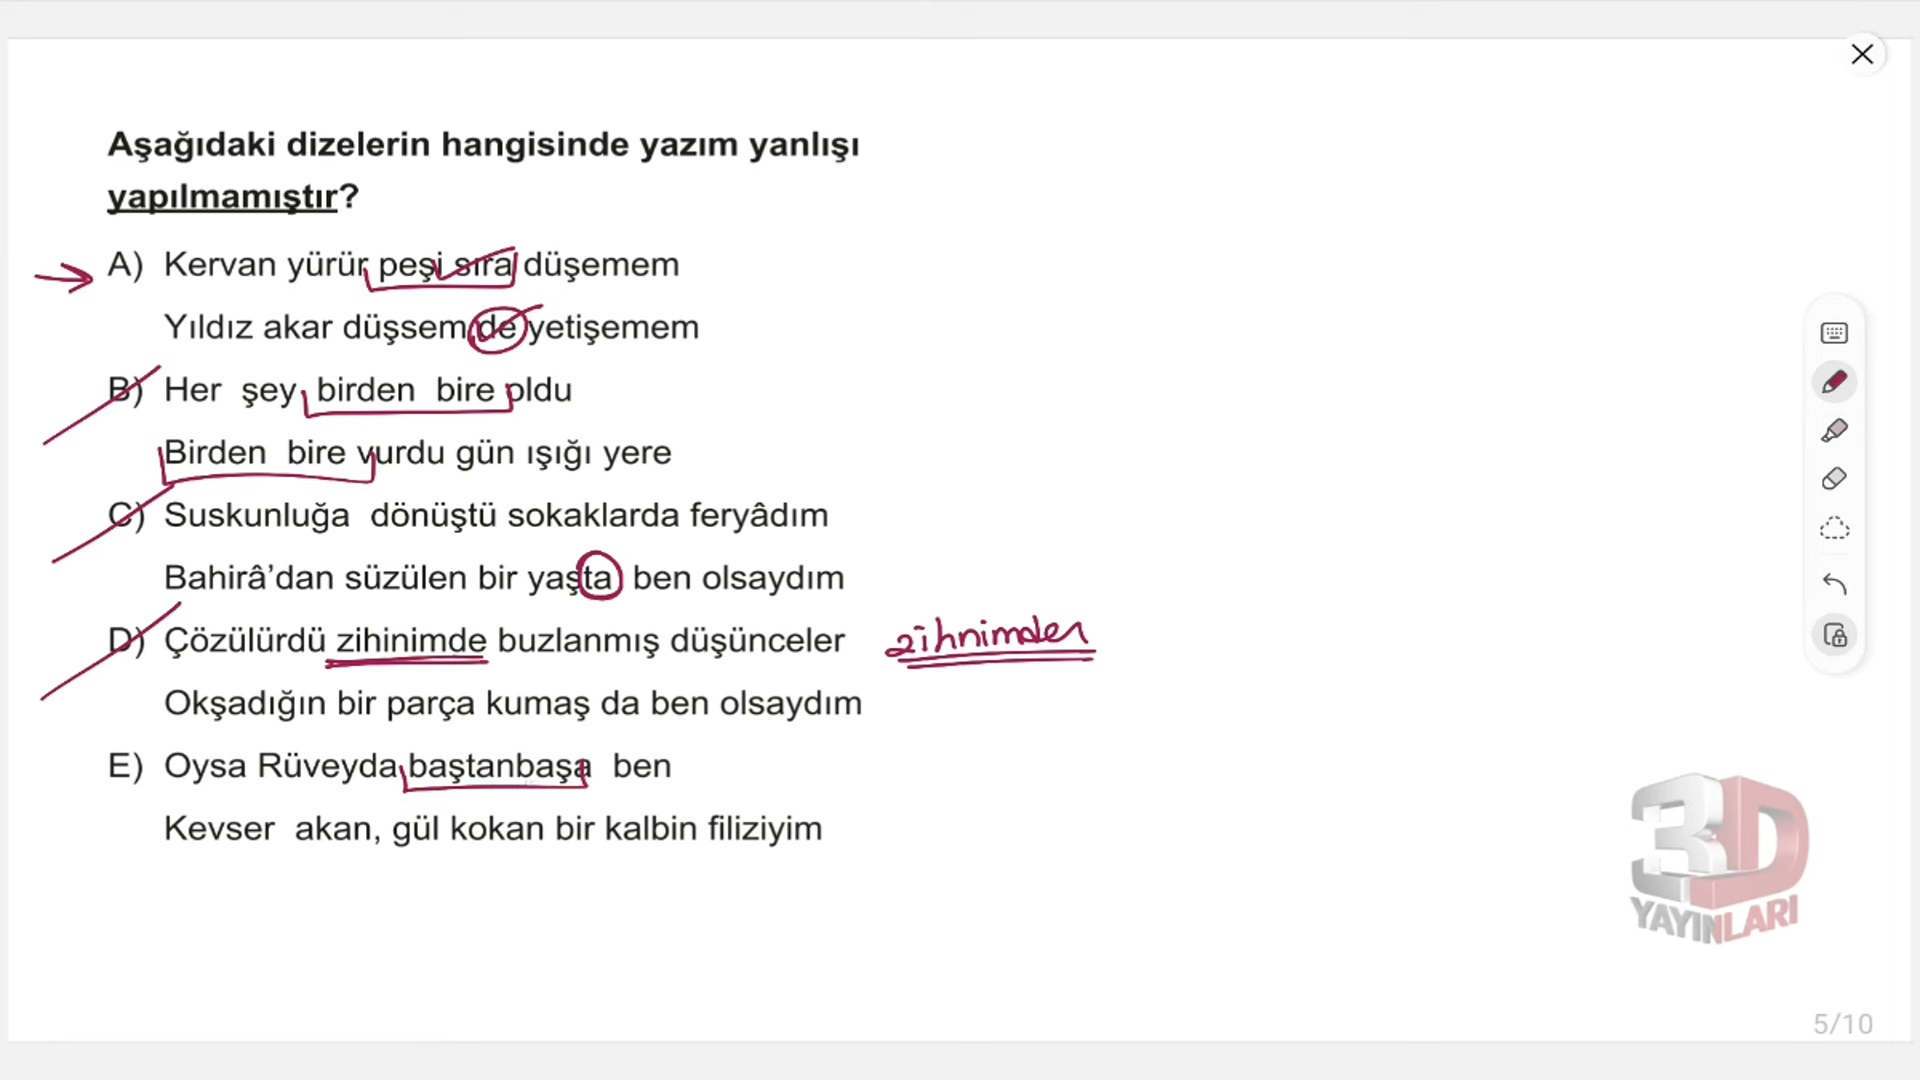 Aşağıdaki dizelerin hangisinde yazım yanlışı
yapılmamıştır?
A) Kervan yürür peşi sıra düşemem
Yıldız akar düşsem de yetişemem
B) Her şey birden bire oldu
Birden bire vurdu gün ışığı yere
C) Suskunluğa dönüştü sokaklarda feryâdım
Bahirâ’dan süzülen bir yaşta ben olsaydım
D) Çözülürdü zihinimde buzlanmış düşünceler zihnimden
Okşadığın bir parça kumaş da ben olsaydım
E) Oysa Rüveyda baştanbaşa ben
Kevser akan, gül kokan bir kalbin filiziyim
3D
YAYINLARI
5/10